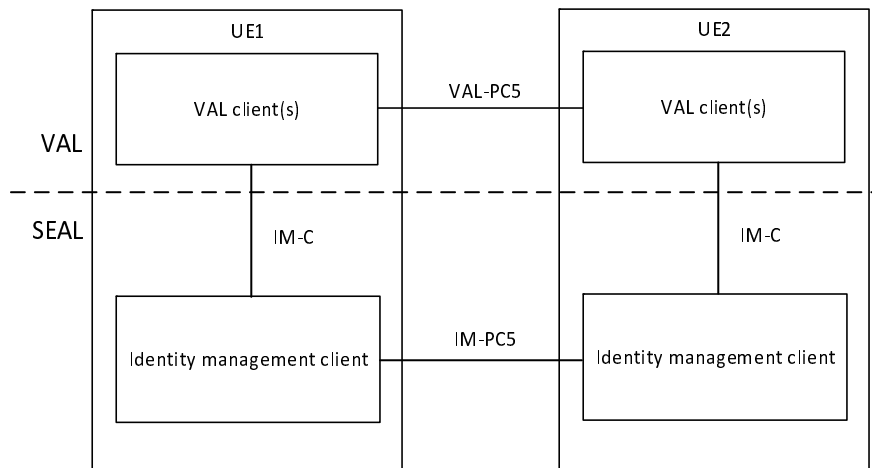 UE1
UE2
VAL client(s)
VAL-PC5
VAL client(s)
VAL
SEAL
IM-C
IM-C
Identity management client
IM-PC5
Identity management client